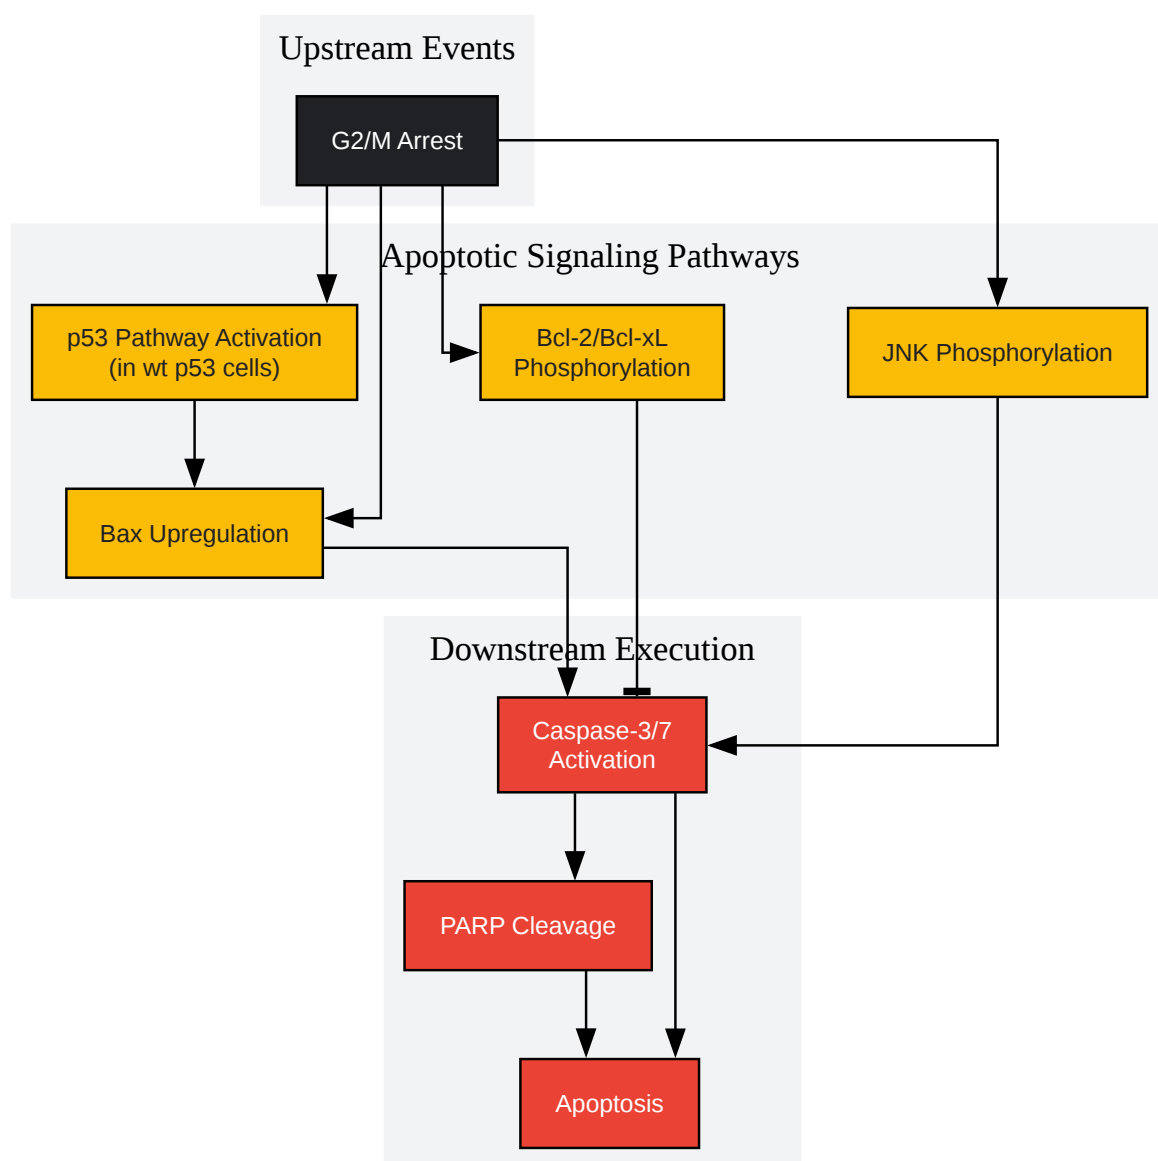 Upstream Events
G2/M Arrest
Apoptotic Signaling Pathways
p53 Pathway Activation
(in wt p53 cells)
Bcl-2/Bcl-xL
Phosphorylation
JNK Phosphorylation
Bax Upregulation
Downstream Execution
Caspase-3/7
Activation
PARP Cleavage
Apoptosis